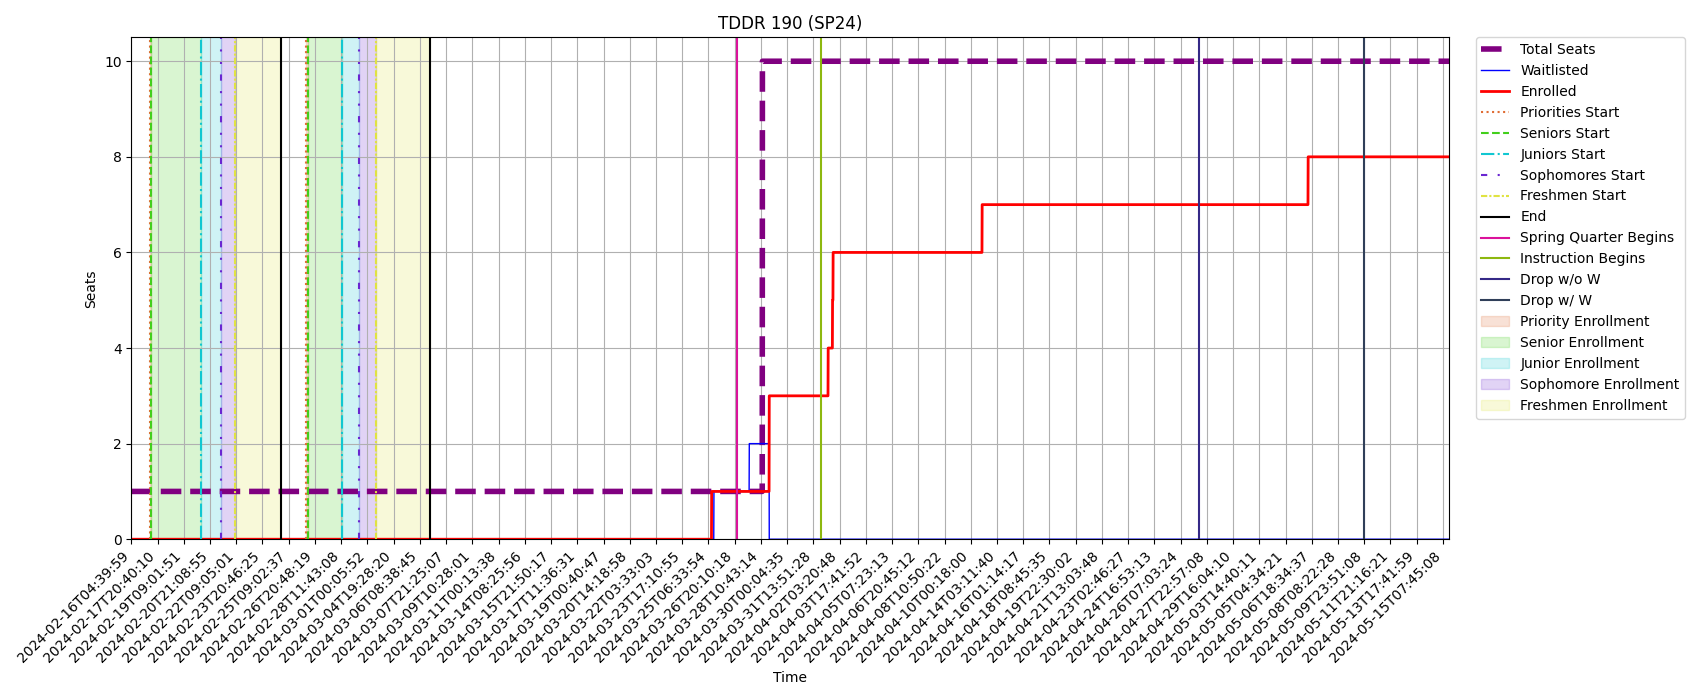 TDDR 190 (SP24)
10
8
6
4
2
0
Seats
2024-02-16T04:39:59
2024-02-17T20:40:10
2024-02-19T09:01:51
2024-02-20T21:08:55
2024-02-22T09:05:01
2024-02-23T20:46:23
2024-02-25T09:02:37
2024-02-26T20:48:19
2024-02-28T11:43:08
2024-03-01T00:05:52
2024-03-04T19:28:20
2024-03-06T08:38:45
2024-03-07T21:25:07
2024-03-09T10:28:01
2024-03-11T00:13:38
2024-03-14T08:25:56
2024-03-15T21:50:17
2024-03-17T11:36:31
2024-03-19T00:40:47
2024-03-20T14:18:58
2024-03-22T03:33:03
2024-03-23T17:10:55
2024-03-25T06:33:54
2024-03-26T20:10:18
2024-03-28T10:43:14
2024-03-30T00:04:35
2024-03-31T13:51:28
2024-04-02T03:20:48
2024-04-03T17:41:52
2024-04-05T07:23:13
2024-04-06T20:45:12
2024-04-08T10:50:22
2024-04-10T00:18:00
2024-04-14T03:11:40
2024-04-16T01:14:17
2024-04-18T08:45:35
2024-04-19T22:30:02
2024-04-21T13:03:48
2024-04-23T02:46:27
2024-04-24T16:53:13
2024-04-26T07:03:24
2024-04-27T22:57:08
2024-04-29T16:04:10
2024-05-03T14:40:11
2024-05-05T04:34:21
2024-05-06T18:34:37
2024-05-08T08:22:28
2024-05-09T23:51:08
2024-05-11T21:16:21
2024-05-13T17:41:59
2024-05-15T07:45:08
Time
Total Seats
Waitlisted
Enrolled
Priorities Start
Seniors Start
Juniors Start
Sophomores Start
Freshmen Start
End
Spring Quarter Begins
Instruction Begins
Drop w/o W
Drop w/ W
Priority Enrollment
Senior Enrollment
Junior Enrollment
Sophomore Enrollment
Freshmen Enrollment